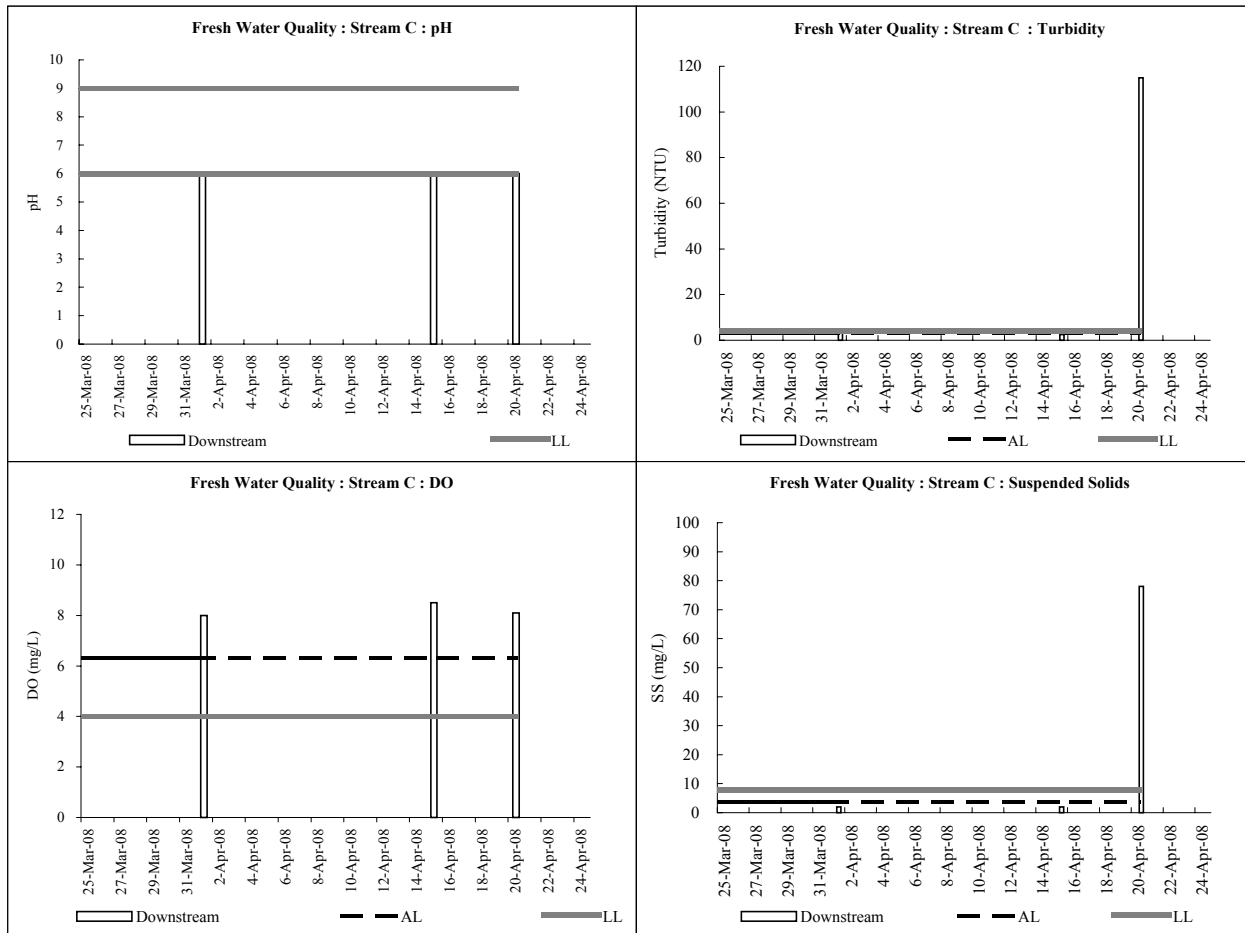 Fresh Water Quality : Stream C : pH
10
9
8
7
6
5
4
3
2
1
0
pH
25-Mar-08
27-Mar-08
29-Mar-08
31-Mar-08
2-Apr-08
4-Apr-08
6-Apr-08
8-Apr-08
10-Apr-08
12-Apr-08
14-Apr-08
16-Apr-08
18-Apr-08
20-Apr-08
22-Apr-08
24-Apr-08
Downstream LL
Fresh Water Quality : Stream C : Turbidity
120
100
80
60
40
20
0
Turbidity (NTU)
25-Mar-08
27-Mar-08
29-Mar-08
31-Mar-08
2-Apr-08
4-Apr-08
6-Apr-08
8-Apr-08
10-Apr-08
12-Apr-08
14-Apr-08
16-Apr-08
18-Apr-08
20-Apr-08
22-Apr-08
24-Apr-08
Downstream AL LL
Fresh Water Quality : Stream C : DO
12
10
8
6
4
2
0
DO (mg/L)
25-Mar-08
27-Mar-08
29-Mar-08
31-Mar-08
2-Apr-08
4-Apr-08
6-Apr-08
8-Apr-08
10-Apr-08
12-Apr-08
14-Apr-08
16-Apr-08
18-Apr-08
20-Apr-08
22-Apr-08
24-Apr-08
Downstream AL LL
Fresh Water Quality : Stream C : Suspended Solids
100
90
80
70
60
50
40
30
20
10
0
SS (mg/L)
25-Mar-08
27-Mar-08
29-Mar-08
31-Mar-08
2-Apr-08
4-Apr-08
6-Apr-08
8-Apr-08
10-Apr-08
12-Apr-08
14-Apr-08
16-Apr-08
18-Apr-08
20-Apr-08
22-Apr-08
24-Apr-08
Downstream AL LL